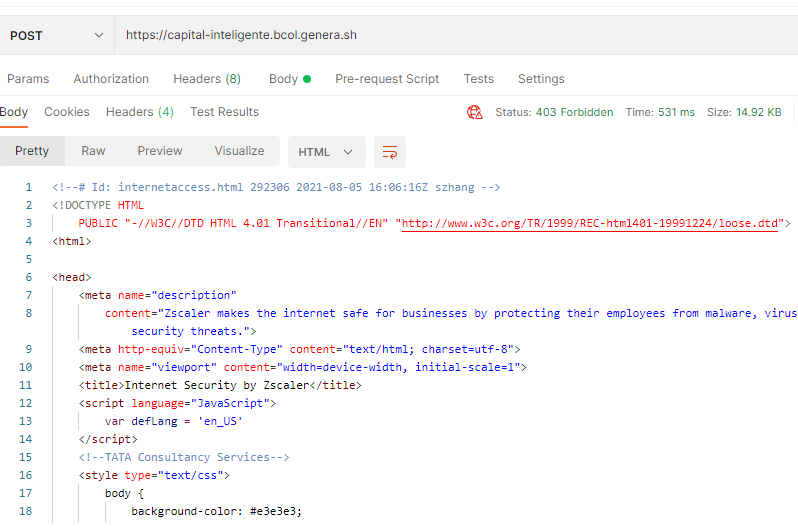 POST https://capital-inteligente.bcol.genera.sh
Params Authorization Headers (8) Body Pre-request Script Tests Settings
Body Cookies Headers (4) Test Results Status: 403 Forbidden Time: 531 ms Size: 14.92 KB
Pretty Raw Preview Visualize HTML
1 <!--# Id: internetaccess.html 292306 2021-08-05 16:06:16Z szhang -->
2 <!DOCTYPE HTML
3 PUBLIC "-//W3C//DTD HTML 4.01 Transitional//EN" "http://www.w3c.org/TR/1999/REC-html401-19991224/loose.dtd">
4 <html>
5
6 <head>
7 <meta name="description"
8 content="Zscaler makes the internet safe for businesses by protecting their employees from malware, virus
security threats.">
9 <meta http-equiv="Content-Type" content="text/html; charset=utf-8">
10 <meta name="viewport" content="width=device-width, initial-scale=1">
11 <title>Internet Security by Zscaler</title>
12 <script language="JavaScript">
13 var defLang = 'en_US'
14 </script>
15 <!--TATA Consultancy Services-->
16 <style type="text/css">
17 body {
18 background-color: #e3e3e3;